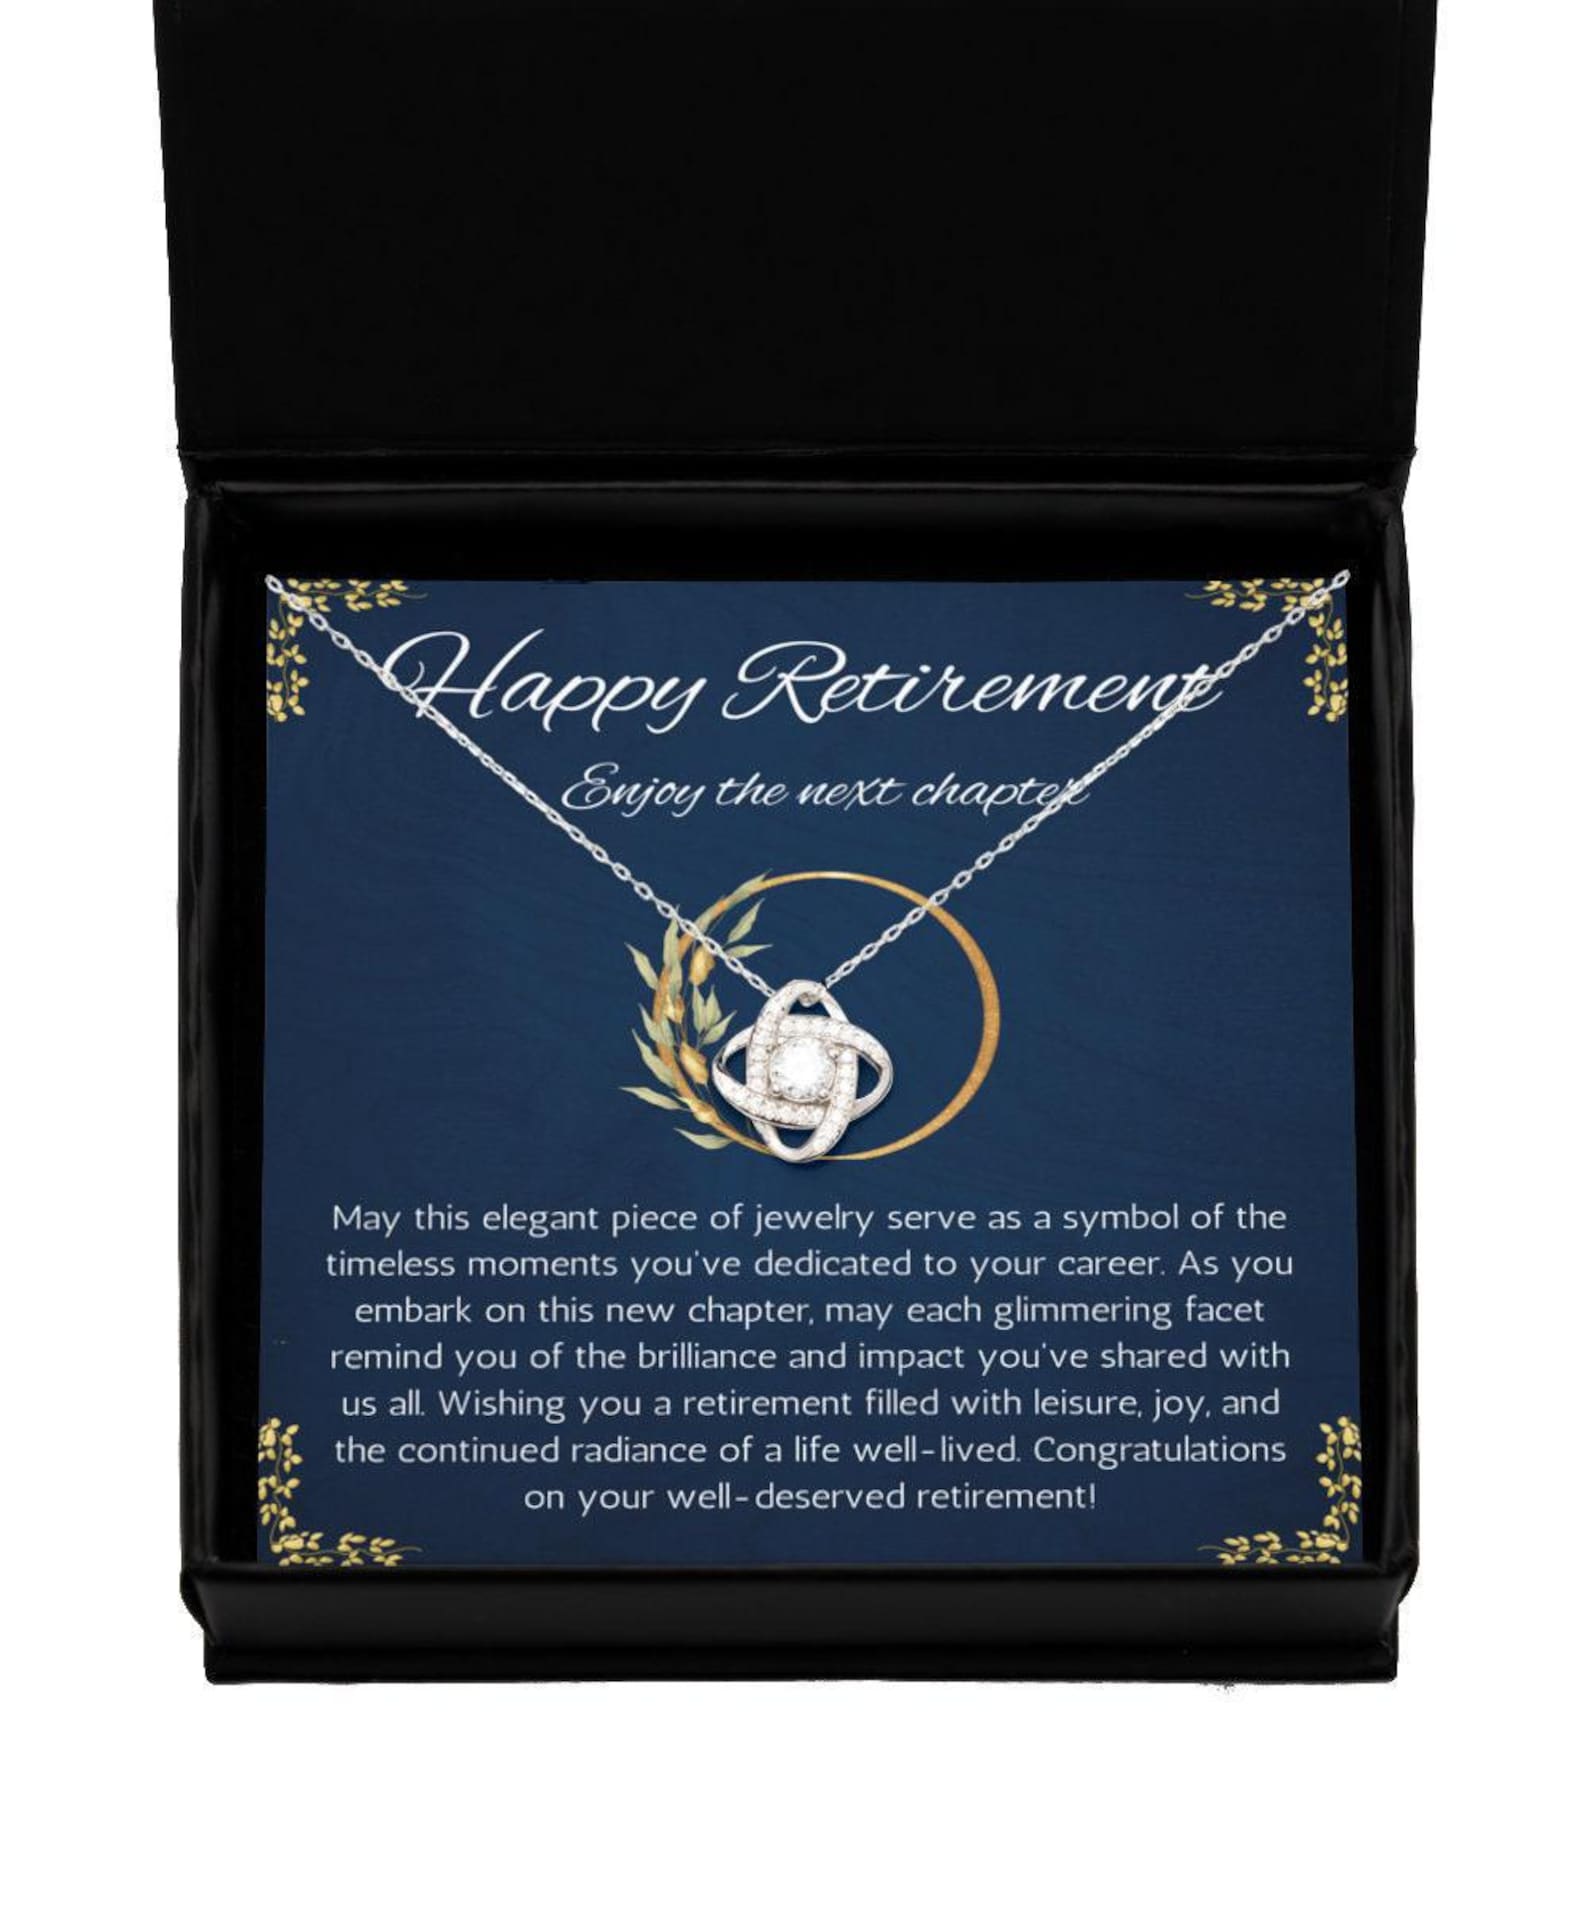 Happy Retirement
Enjoy the next chapter
May this elegant piece of jewelry serve as a symbol of the
timeless moments you've dedicated to your career. As you
embark on this new chapter, may each glimmering facet
remind you of the brilliance and impact you've shared with
us all. Wishing you a retirement filled with leisure, joy, and
the continued radiance of a life well-lived. Congratulations
on your well-deserved retirement!